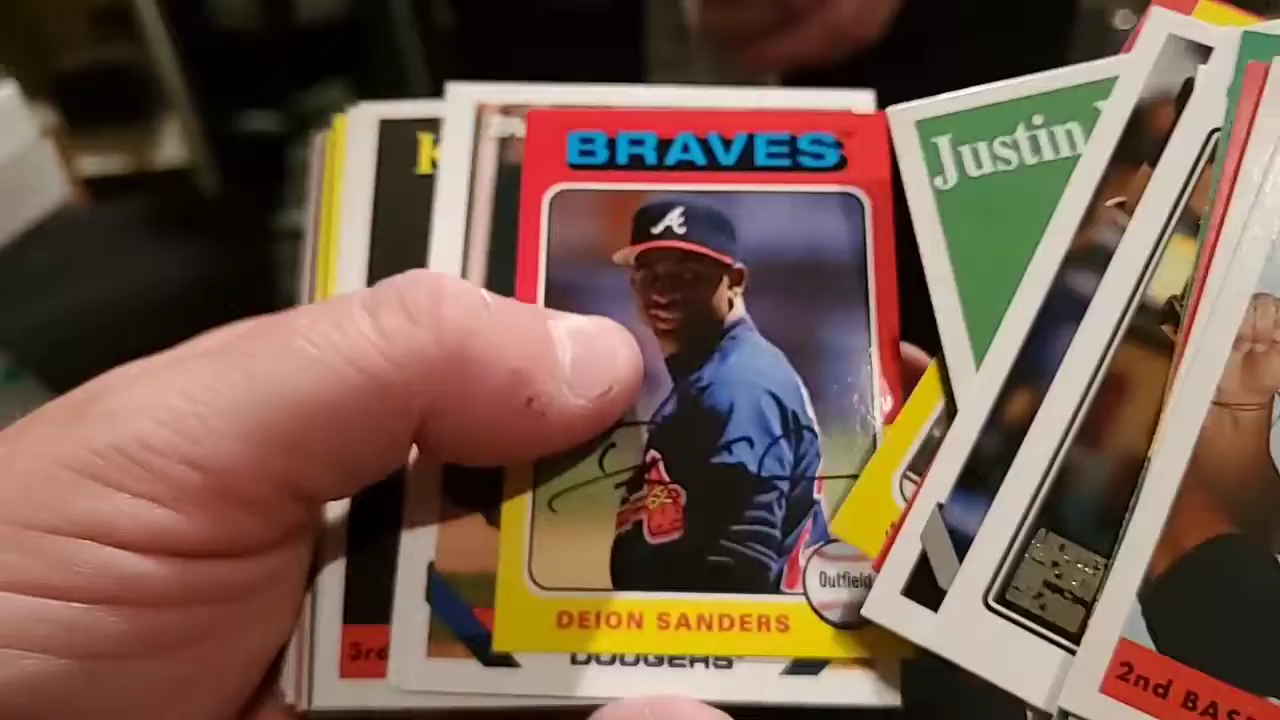 BRAVES
A
Justin
K
Outfield
DEION SANDERS
DODGERS
3rd
2nd BAS